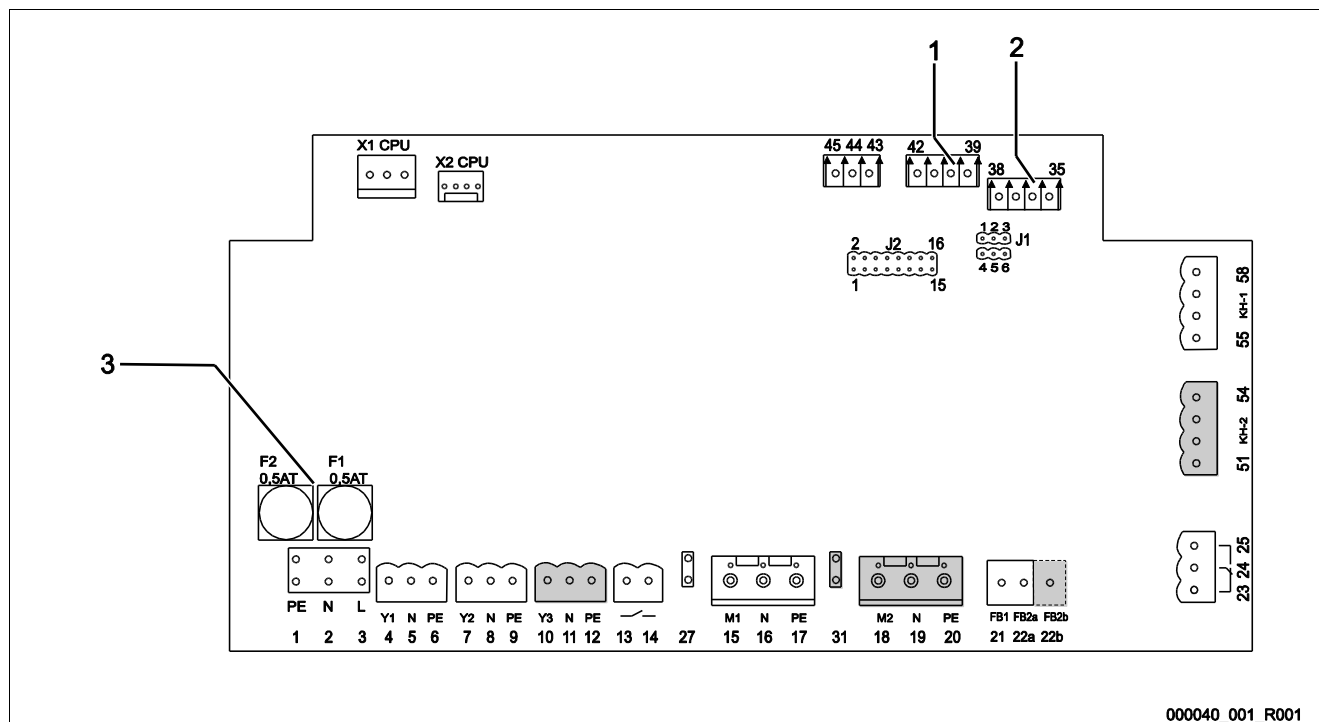 1 2
X1 CPU
X2 CPU
45 44 43 42 39
38 35
1 2 3
J1
4 5 6
2 J2 16
1 15
58
KH-1
55
3
54
KH-2
51
F2 F1
0,5AT 0,5AT
25
24
23
PE N L Y1 N PE Y2 N PE Y3 N PE M1 N PE M2 N PE FB1 FB2a FB2b
1 2 3 4 5 6 7 8 9 10 11 12 13 14 27 15 16 17 31 18 19 20 21 22a 22b
000040_001_R001